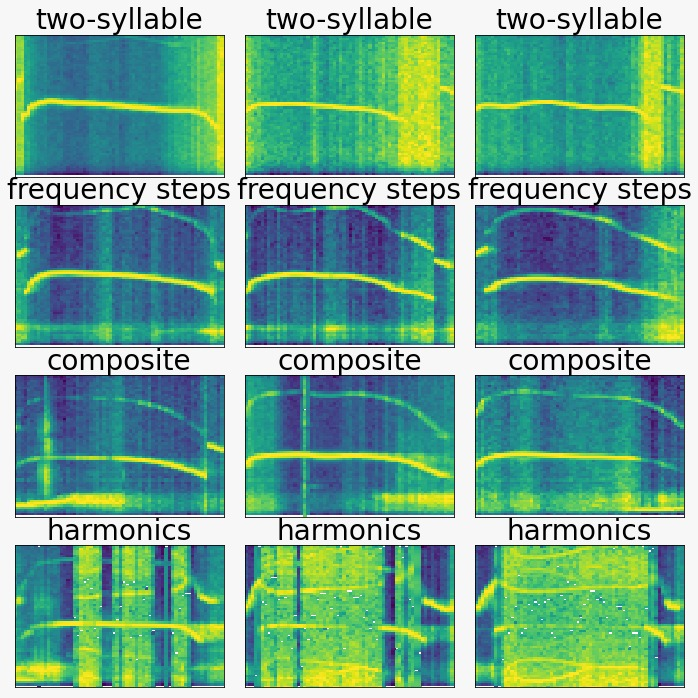 two-syllable two-syllable two-syllable
frequency steps frequency steps frequency steps
composite composite composite
harmonics harmonics harmonics